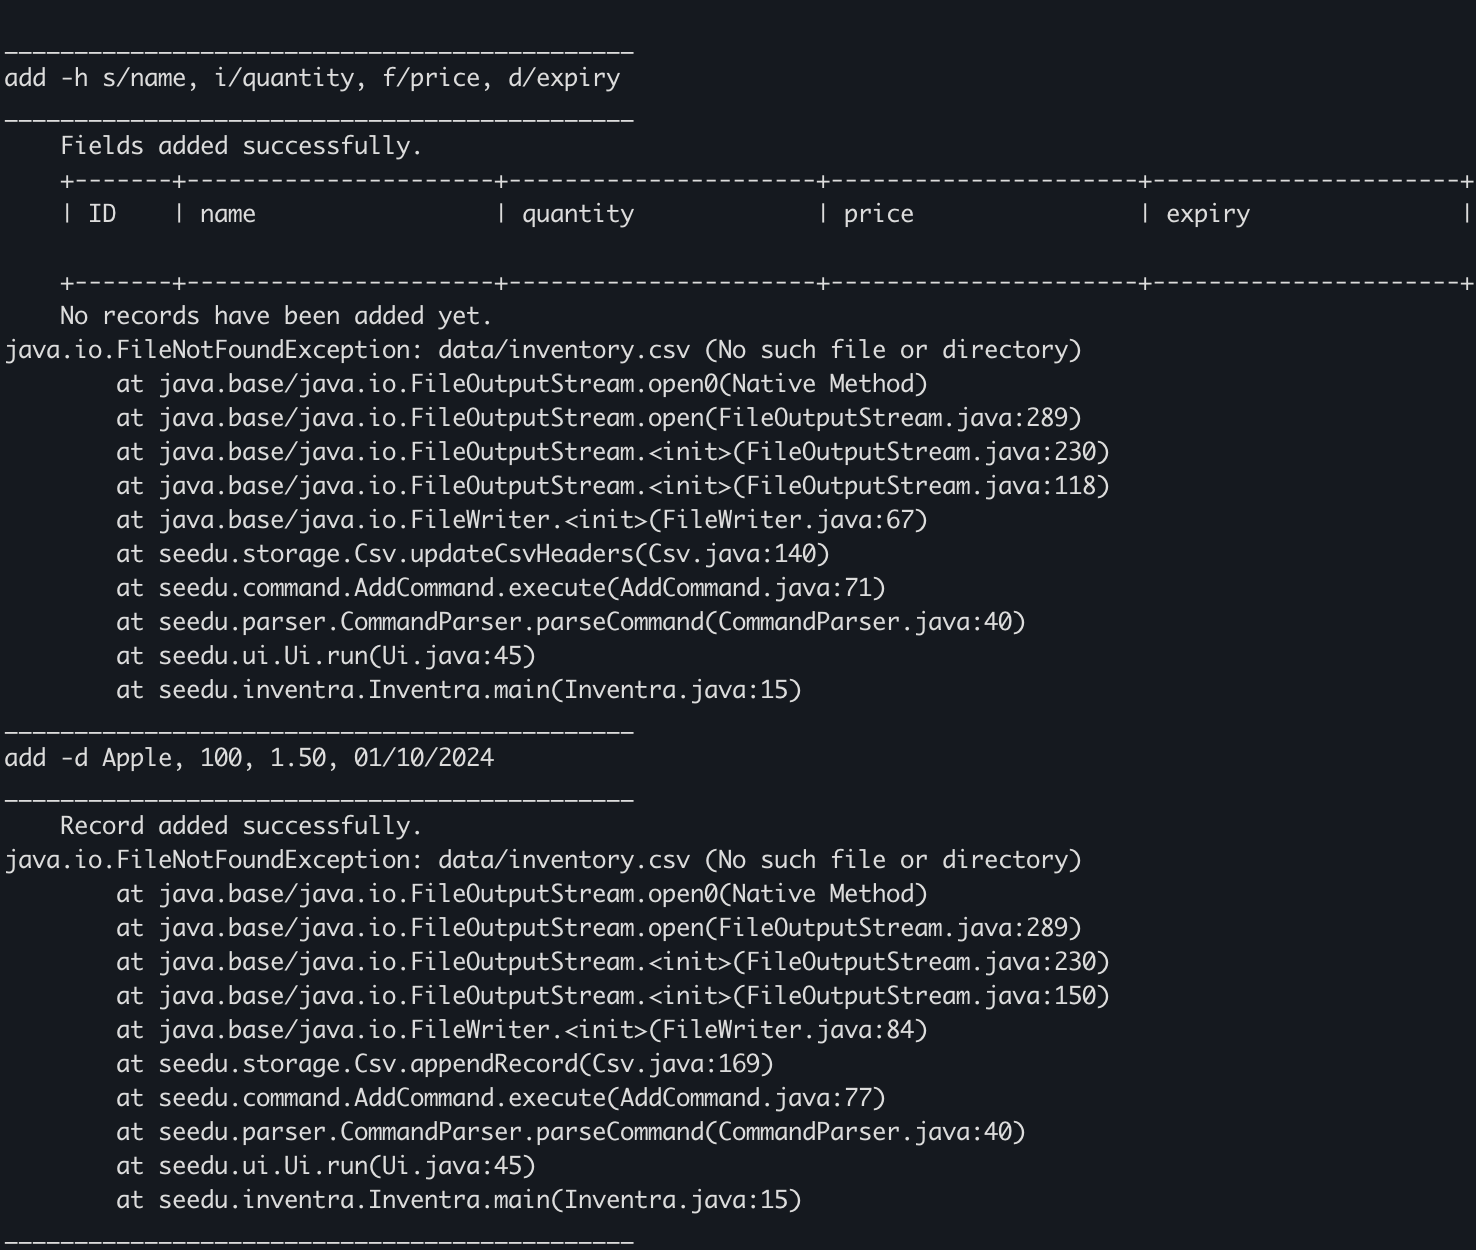 _____________________________________________
add -h s/name, i/quantity, f/price, d/expiry
_____________________________________________
    Fields added successfully.
    +-------+----------------------+----------------------+----------------------+----------------------+
    | ID    | name                 | quantity             | price                | expiry               |
    +-------+----------------------+----------------------+----------------------+----------------------+
    No records have been added yet.
java.io.FileNotFoundException: data/inventory.csv (No such file or directory)
        at java.base/java.io.FileOutputStream.open0(Native Method)
        at java.base/java.io.FileOutputStream.open(FileOutputStream.java:289)
        at java.base/java.io.FileOutputStream.<init>(FileOutputStream.java:230)
        at java.base/java.io.FileOutputStream.<init>(FileOutputStream.java:118)
        at java.base/java.io.FileWriter.<init>(FileWriter.java:67)
        at seedu.storage.Csv.updateCsvHeaders(Csv.java:140)
        at seedu.command.AddCommand.execute(AddCommand.java:71)
        at seedu.parser.CommandParser.parseCommand(CommandParser.java:40)
        at seedu.ui.Ui.run(Ui.java:45)
        at seedu.inventra.Inventra.main(Inventra.java:15)
_____________________________________________
add -d Apple, 100, 1.50, 01/10/2024
_____________________________________________
    Record added successfully.
java.io.FileNotFoundException: data/inventory.csv (No such file or directory)
        at java.base/java.io.FileOutputStream.open0(Native Method)
        at java.base/java.io.FileOutputStream.open(FileOutputStream.java:289)
        at java.base/java.io.FileOutputStream.<init>(FileOutputStream.java:230)
        at java.base/java.io.FileOutputStream.<init>(FileOutputStream.java:150)
        at java.base/java.io.FileWriter.<init>(FileWriter.java:84)
        at seedu.storage.Csv.appendRecord(Csv.java:169)
        at seedu.command.AddCommand.execute(AddCommand.java:77)
        at seedu.parser.CommandParser.parseCommand(CommandParser.java:40)
        at seedu.ui.Ui.run(Ui.java:45)
        at seedu.inventra.Inventra.main(Inventra.java:15)
_____________________________________________